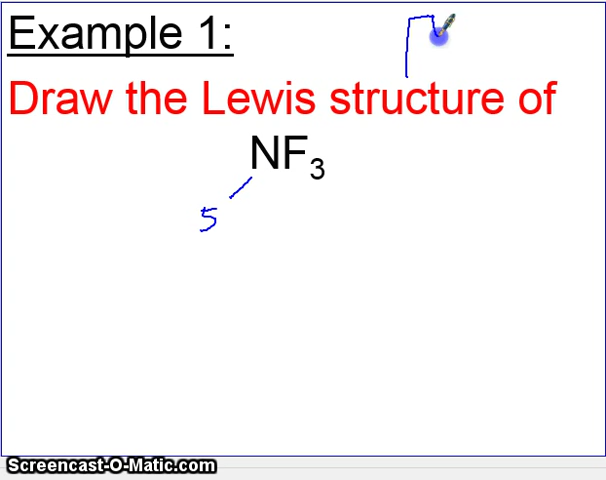 Example 1:
Draw the Lewis structure of
NF₃
5
Screencast-O-Matic.com